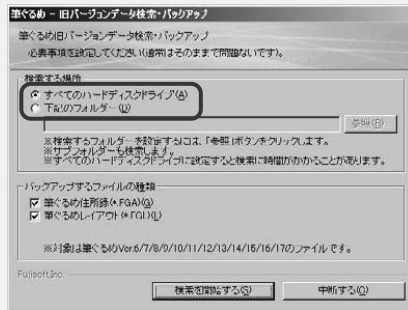 筆ぐるめ - 旧バージョンデータ検索・バックアップ
筆ぐるめ旧バージョンデータ検索・バックアップ
必要事項を設定してください(通常はそのままで問題ないです)。
検索する場所
すべてのハードディスクドライブ(A)
下記のフォルダー(U)
参照(R)
※検索するフォルダーを設定するには、「参照」ボタンをクリックします。
※サブフォルダーも検索します。
※すべてのハードディスクドライブに設定すると検索に時間がかかることがあります。
バックアップするファイルの種類
筆ぐるめ住所録(*.FGA)(G)
筆ぐるめレイアウト(*.FGL)(L)
※対象は筆ぐるめVer.6/7/8/9/10/11/12/13/14/15/16/17のファイルです。
Fujisoft,Inc.
検索を開始する(S)
中断する(Q)